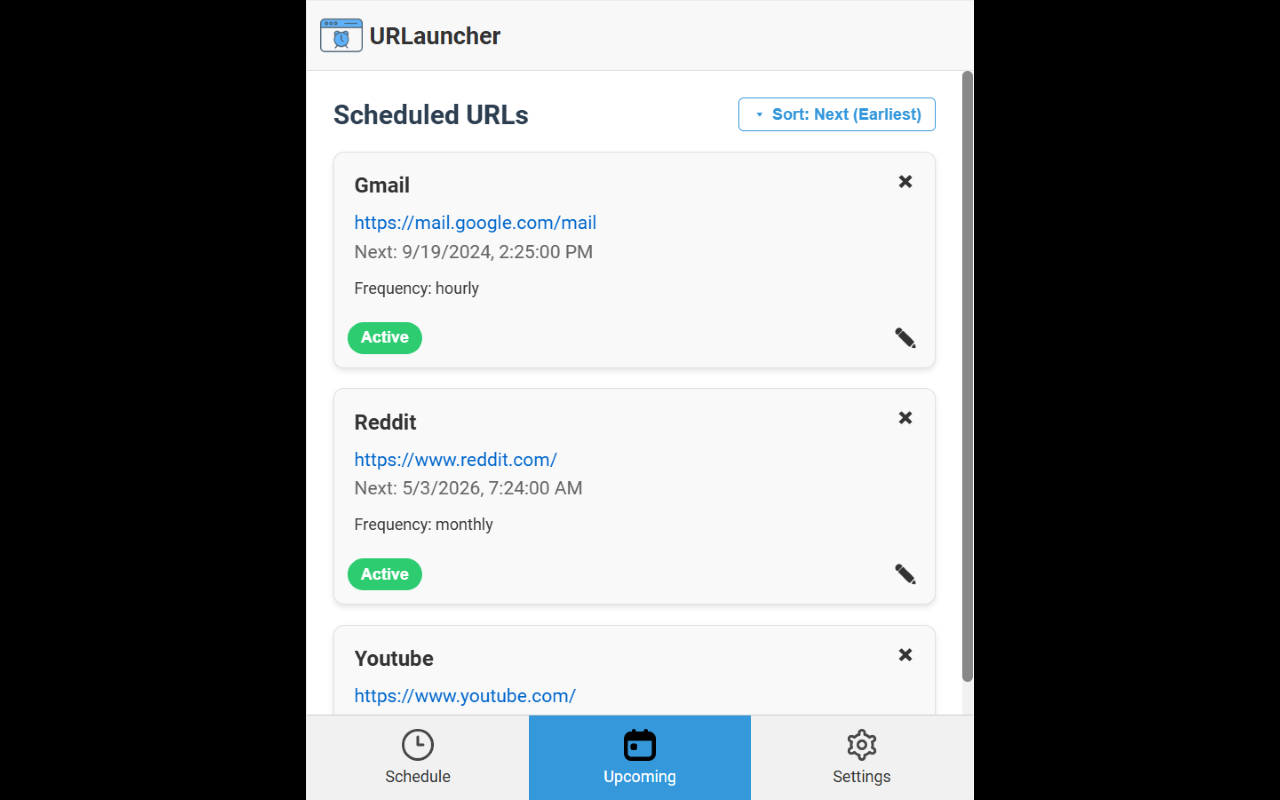 URLauncher
Scheduled URLs
Sort: Next (Earliest)
Gmail
https://mail.google.com/mail
Next: 9/19/2024, 2:25:00 PM
Frequency: hourly
Active
Reddit
https://www.reddit.com/
Next: 5/3/2026, 7:24:00 AM
Frequency: monthly
Active
Youtube
https://www.youtube.com/
Schedule
Upcoming
Settings